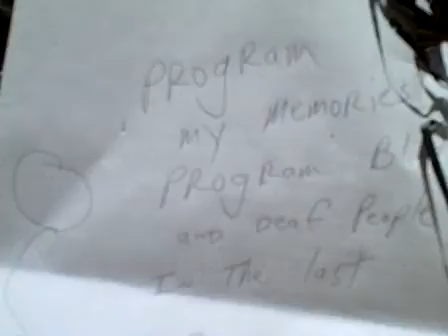 PROGRAM
MY MEMORIES
PROGRAM
AND DEAF PEOPLE
IN THE last